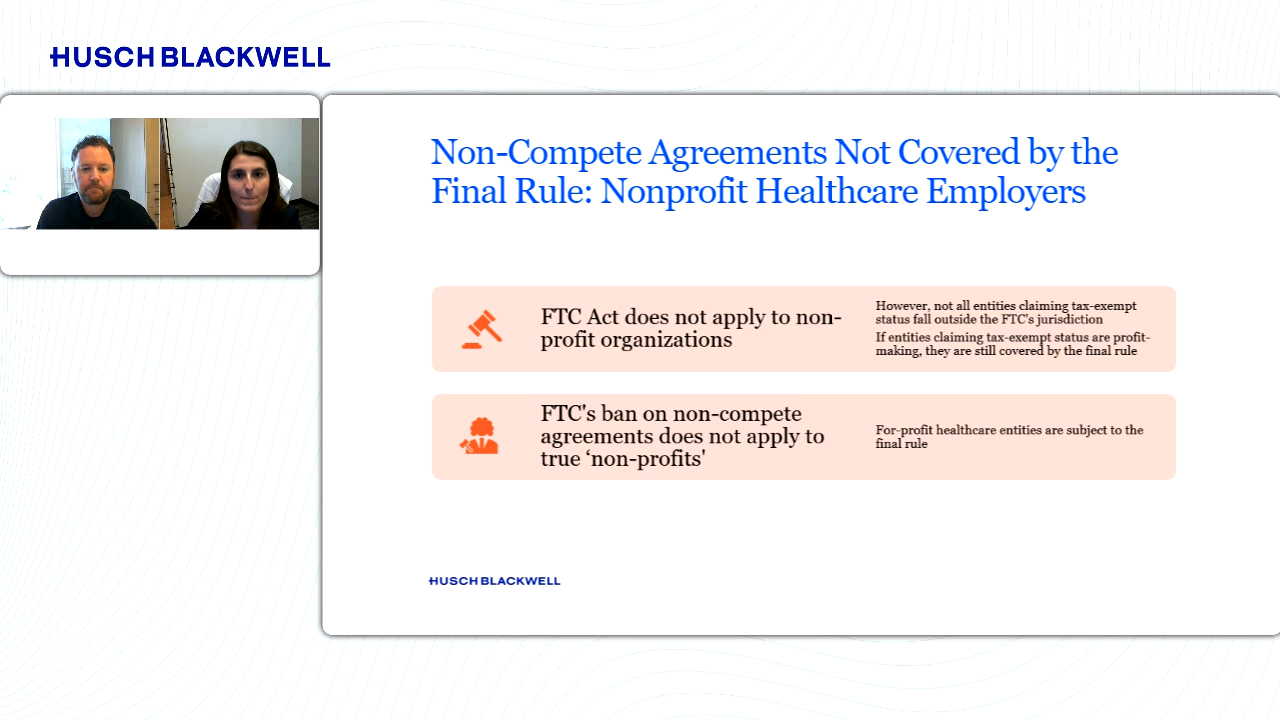 HUSCH BLACKWELL
Non-Compete Agreements Not Covered by the
Final Rule: Nonprofit Healthcare Employers
FTC Act does not apply to non-
profit organizations
However, not all entities claiming tax-exempt
status fall outside the FTC's jurisdiction
If entities claiming tax-exempt status are profit-
making, they are still covered by the final rule
FTC's ban on non-compete
agreements does not apply to
true ‘non-profits'
For-profit healthcare entities are subject to the
final rule
HUSCH BLACKWELL